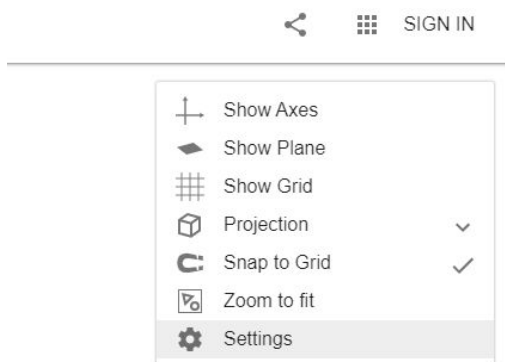 SIGN IN
Show Axes
Show Plane
Show Grid
Projection
Snap to Grid
Zoom to fit
Settings